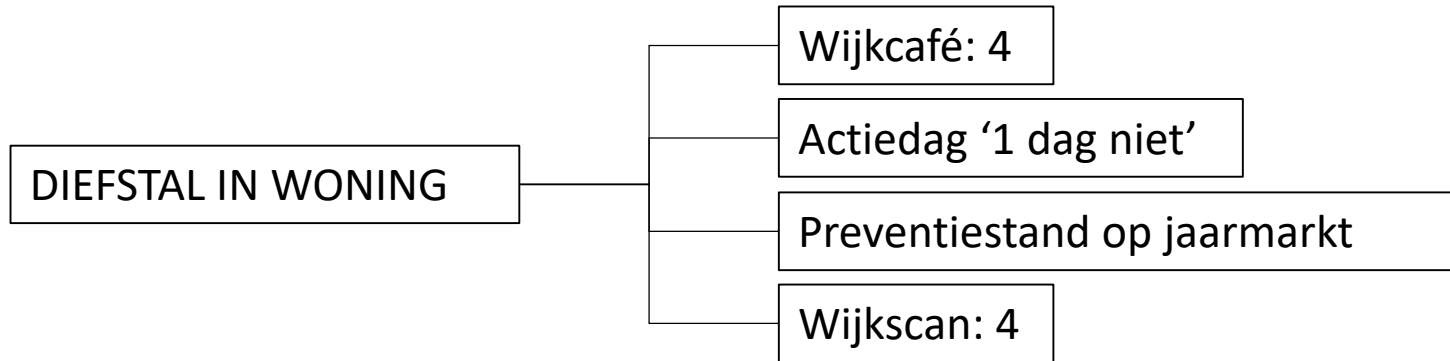 Wijkcafé: 4
Actiedag ‘1 dag niet’
DIEFSTAL IN WONING
Preventiestand op jaarmarkt
Wijkscan: 4